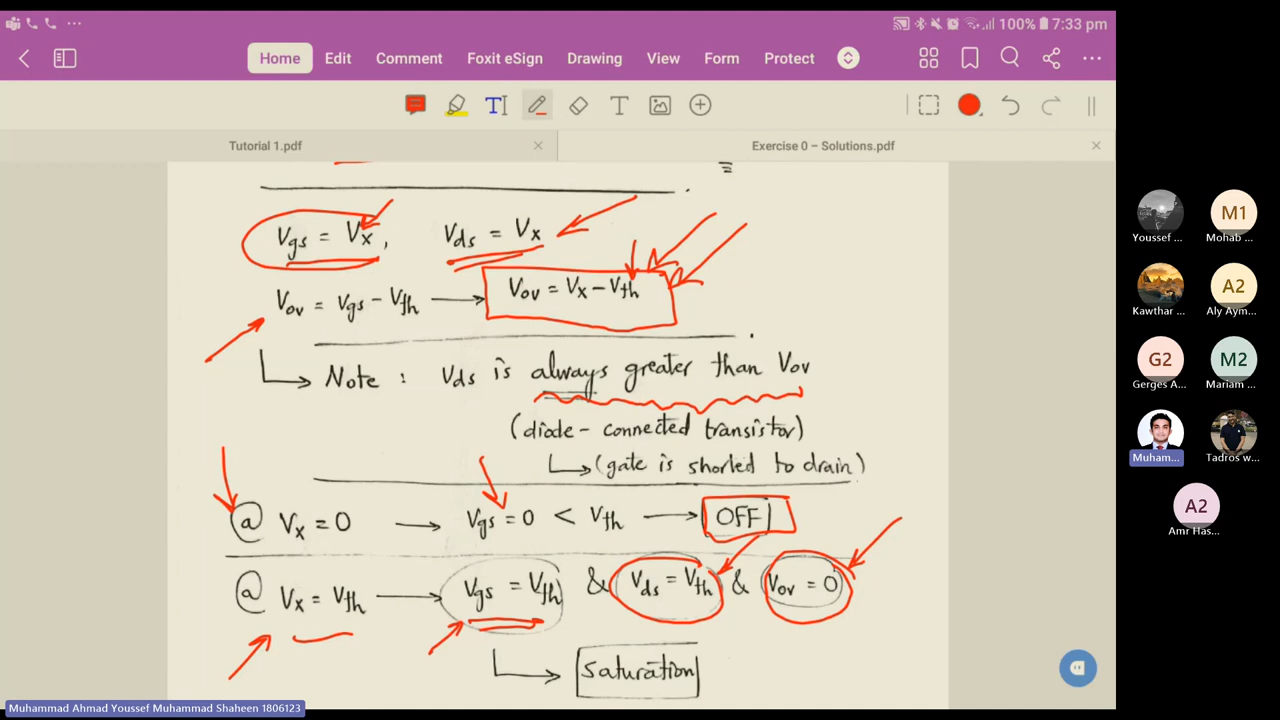 100% 7:33 pm
Home Edit Comment Foxit eSign Drawing View Form Protect
Tutorial 1.pdf × Exercise 0 – Solutions.pdf ×
Vgs = Vx, Vds = Vx
Vov = Vgs - Vth → Vov = Vx - Vth
Note : Vds is always greater than Vov
(diode - connected transistor)
(gate is shorted to drain)
@ Vx = 0 → Vgs = 0 < Vth → OFF
@ Vx = Vth → Vgs = Vth & Vds = Vth & Vov = 0
Saturation
M1
Youssef ... Mohab ...
A2
Kawthar ... Aly Aym...
G2 M2
Gerges A... Mariam ...
Muham... Tadros w...
A2
Amr Has...
Muhammad Ahmad Youssef Muhammad Shaheen 1806123